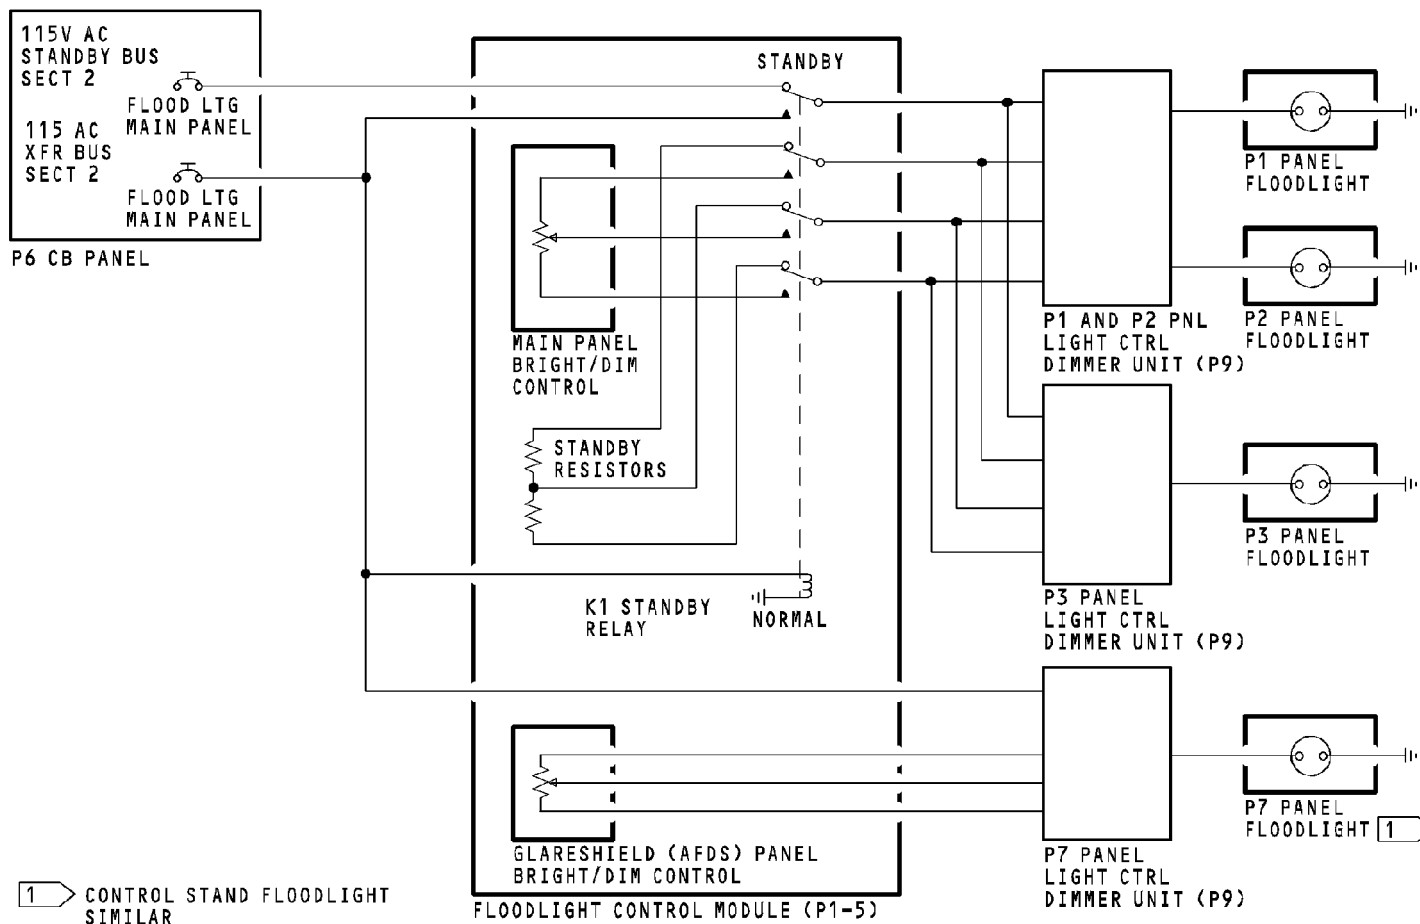 115V AC
STANDBY BUS
SECT 2
FLOOD LTG
MAIN PANEL
115 AC
XFR BUS
SECT 2
FLOOD LTG
MAIN PANEL
P6 CB PANEL
STANDBY
MAIN PANEL
BRIGHT/DIM
CONTROL
STANDBY
RESISTORS
K1 STANDBY
RELAY
NORMAL
GLARESHIELD (AFDS) PANEL
BRIGHT/DIM CONTROL
FLOODLIGHT CONTROL MODULE (P1-5)
P1 AND P2 PNL
LIGHT CTRL
DIMMER UNIT (P9)
P3 PANEL
LIGHT CTRL
DIMMER UNIT (P9)
P7 PANEL
LIGHT CTRL
DIMMER UNIT (P9)
P1 PANEL
FLOODLIGHT
P2 PANEL
FLOODLIGHT
P3 PANEL
FLOODLIGHT
P7 PANEL
FLOODLIGHT 1
1 CONTROL STAND FLOODLIGHT
SIMILAR